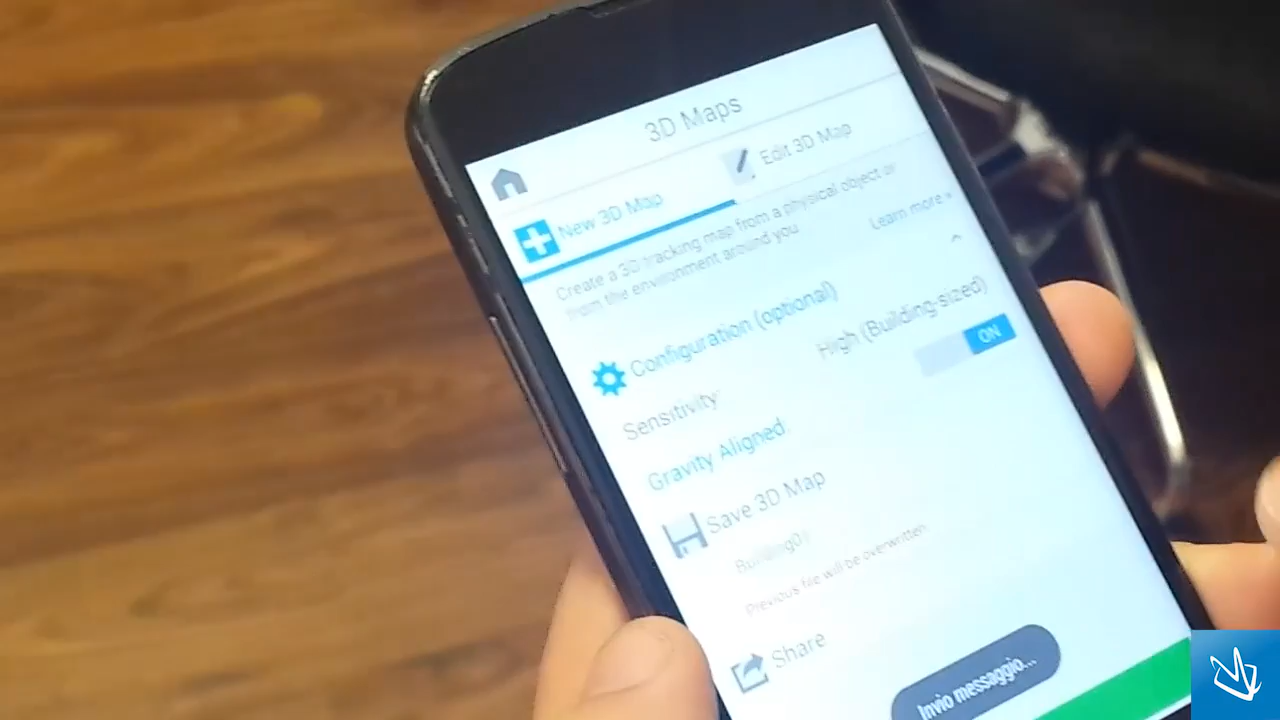 3D Maps
New 3D Map
Edit 3D Map
Create a 3D tracking map from a physical object or
from the environment around you
Learn more »
Configuration (optional)
Sensitivity
High (Building-sized)
Gravity Aligned
ON
Save 3D Map
Previous file will be overwritten
Share
Invio messaggio...